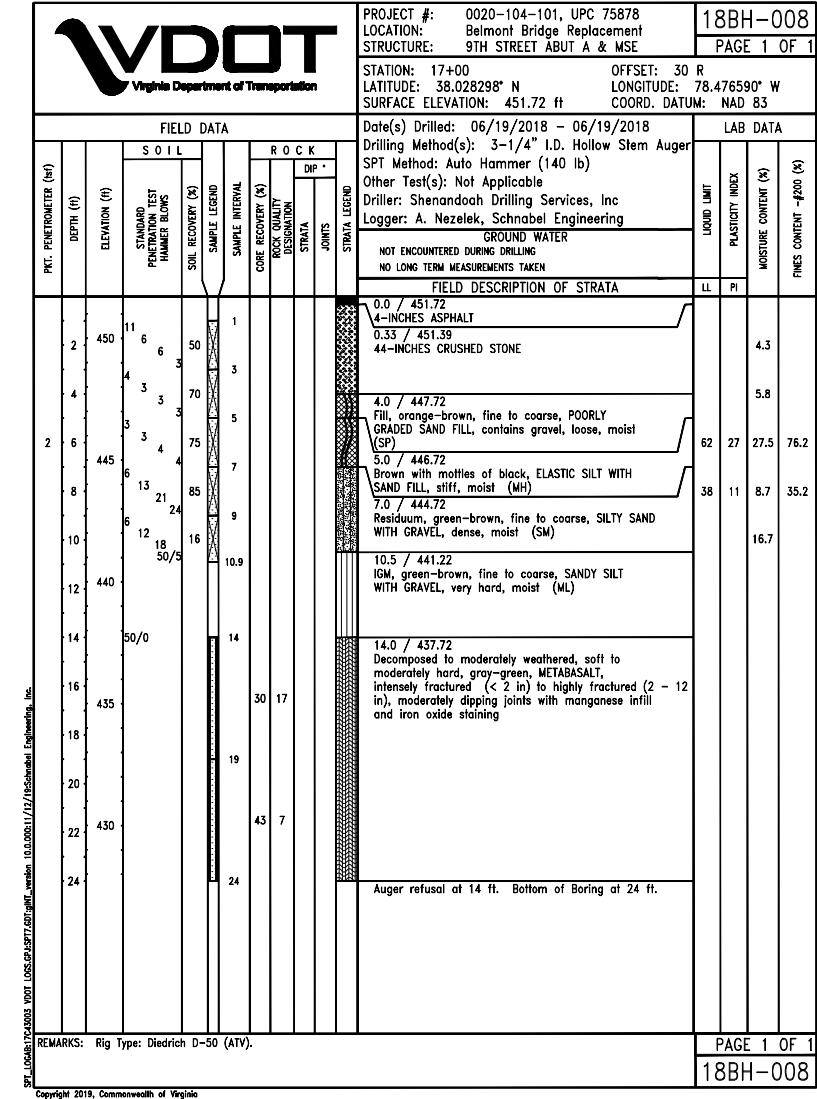 VDOT
Virginia Department of Transportation
PROJECT #: 0020-104-101, UPC 75878
LOCATION: Belmont Bridge Replacement
STRUCTURE: 9TH STREET ABUT A & MSE
18BH-008
PAGE 1 OF 1
STATION: 17+00 OFFSET: 30 R
LATITUDE: 38.028298° N LONGITUDE: 78.476590° W
SURFACE ELEVATION: 451.72 ft COORD. DATUM: NAD 83
FIELD DATA
Date(s) Drilled: 06/19/2018 - 06/19/2018
Drilling Method(s): 3-1/4" I.D. Hollow Stem Auger
SPT Method: Auto Hammer (140 lb)
Other Test(s): Not Applicable
Driller: Shenandoah Drilling Services, Inc
Logger: A. Nezelek, Schnabel Engineering
LAB DATA
SOIL
ROCK
DIP °
PKT. PENETROMETER (tsf)
DEPTH (ft)
ELEVATION (ft)
STANDARD
PENETRATION TEST
HAMMER BLOWS
SOIL RECOVERY (%)
SAMPLE LEGEND
SAMPLE INTERVAL
CORE RECOVERY (%)
ROCK QUALITY
DESIGNATION
STRATA
JOINTS
STRATA LEGEND
GROUND WATER
NOT ENCOUNTERED DURING DRILLING
NO LONG TERM MEASUREMENTS TAKEN
FIELD DESCRIPTION OF STRATA
LIQUID LIMIT
PLASTICITY INDEX
MOISTURE CONTENT (%)
FINES CONTENT -#200 (%)
LL PI
0.0 / 451.72
4-INCHES ASPHALT
11 1
0.33 / 451.39
450 6
2 6 50 4.3
44-INCHES CRUSHED STONE
3
4 3
3
4 3 70 5.8
4.0 / 447.72
3
Fill, orange-brown, fine to coarse, POORLY
3 5
GRADED SAND FILL, contains gravel, loose, moist
3
2 6 4 75 62 27 27.5 76.2
(SP)
445 4
5.0 / 446.72
6 7
Brown with mottles of black, ELASTIC SILT WITH
13
8 21 85 38 11 8.7 35.2
SAND FILL, stiff, moist (MH)
24
7.0 / 444.72
6 9
Residuum, green-brown, fine to coarse, SILTY SAND
12
WITH GRAVEL, dense, moist (SM)
10 18 16 16.7
50/5 10.9
10.5 / 441.22
IGM, green-brown, fine to coarse, SANDY SILT
440
12
WITH GRAVEL, very hard, moist (ML)
14 50/0 14
14.0 / 437.72
Decomposed to moderately weathered, soft to
moderately hard, gray-green, METABASALT,
16
intensely fractured (< 2 in) to highly fractured (2 - 12
435 30 17
in), moderately dipping joints with manganese infill
and iron oxide staining
18
19
20
430 43 7
22
24 24
Auger refusal at 14 ft. Bottom of Boring at 24 ft.
SPT_LOGAB:17C43003 VDOT LOGS.GPJ:SPT7.GDT:gINT_version 10.0.000:11/12/19:Schnabel Engineering, Inc.
REMARKS: Rig Type: Diedrich D-50 (ATV).
PAGE 1 OF 1
18BH-008
Copyright 2019, Commonwealth of Virginia